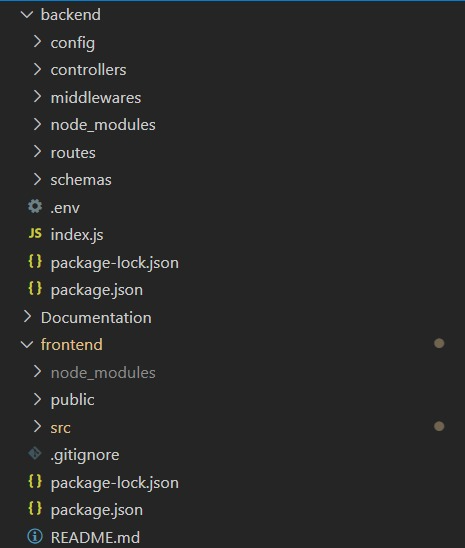 backend
config
controllers
middlewares
node_modules
routes
schemas
.env
JS index.js
{} package-lock.json
{} package.json
Documentation
frontend
node_modules
public
src
.gitignore
{} package-lock.json
{} package.json
README.md